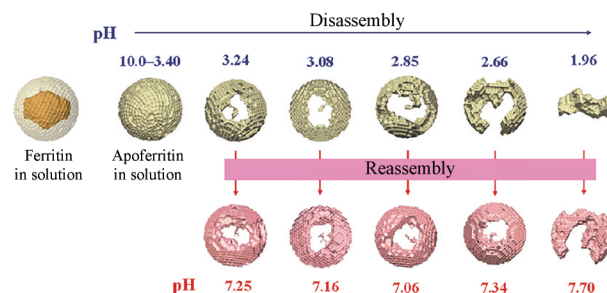 Disassembly
pH
10.0–3.40 3.24 3.08 2.85 2.66 1.96
Ferritin
in solution
Apoferritin
in solution
Reassembly
pH 7.25 7.16 7.06 7.34 7.70